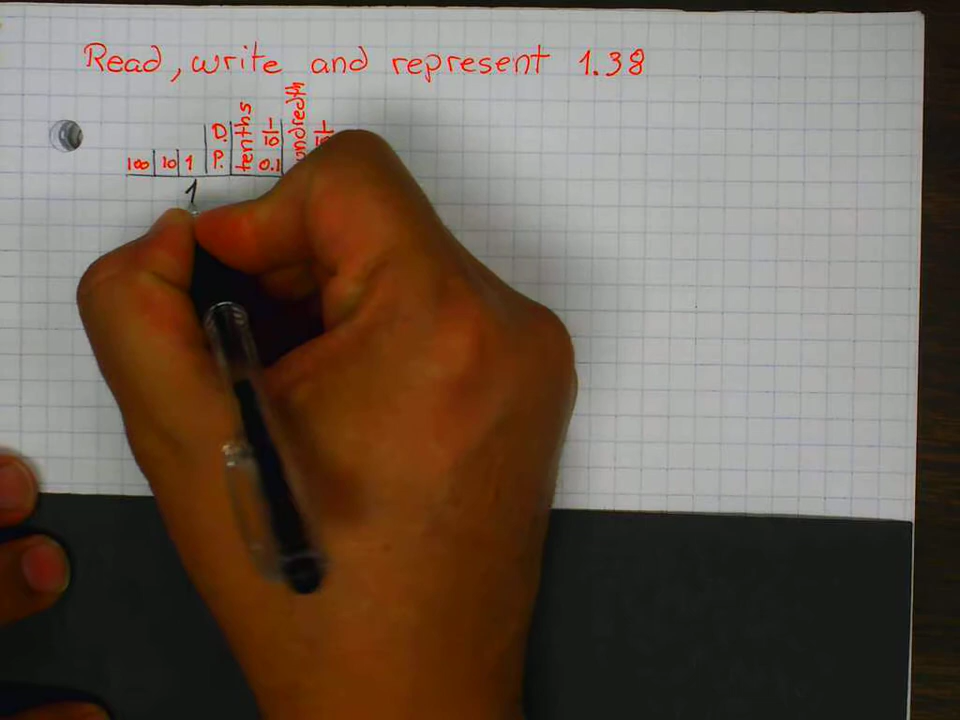 Read, write and represent 1.38
100 10 1 D. P. tenths 1/10 0.1
1